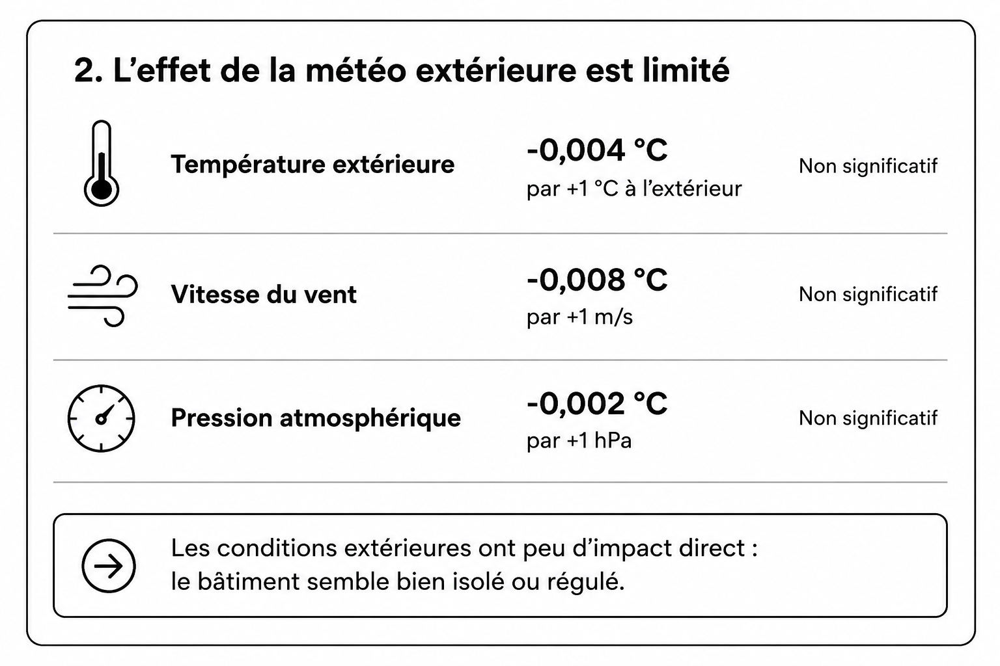 2. L’effet de la météo extérieure est limité
Température extérieure
-0,004 °C
par +1 °C à l’extérieur
Non significatif
Vitesse du vent
-0,008 °C
par +1 m/s
Non significatif
Pression atmosphérique
-0,002 °C
par +1 hPa
Non significatif
Les conditions extérieures ont peu d’impact direct :
le bâtiment semble bien isolé ou régulé.